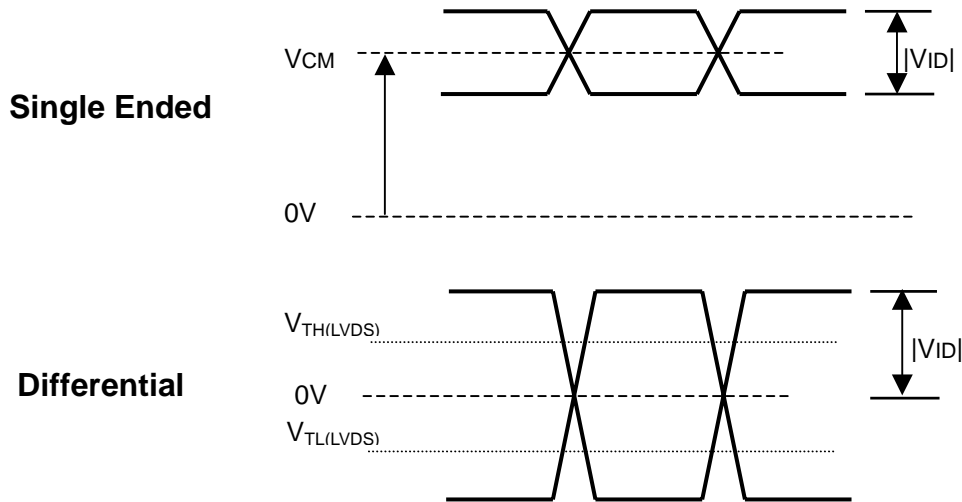 VCM
|VID|
Single Ended
0V
VTH(LVDS)
|VID|
Differential
0V
VTL(LVDS)